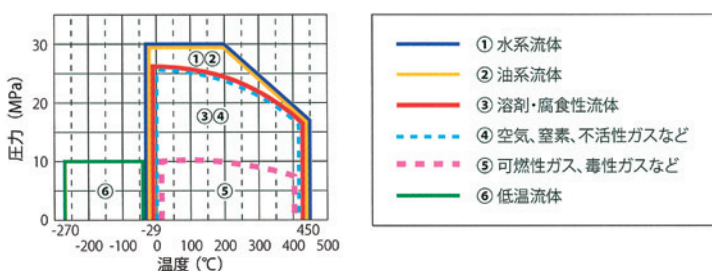 圧力 (MPa)
30
20
10
0
①②
③④
⑤
⑥
-270
-29
450
-200
-100
0
100
200
300
400
500
温度 (℃)
① 水系流体
② 油系流体
③ 溶剤・腐食性流体
④ 空気、窒素、不活性ガスなど
⑤ 可燃性ガス、毒性ガスなど
⑥ 低温流体